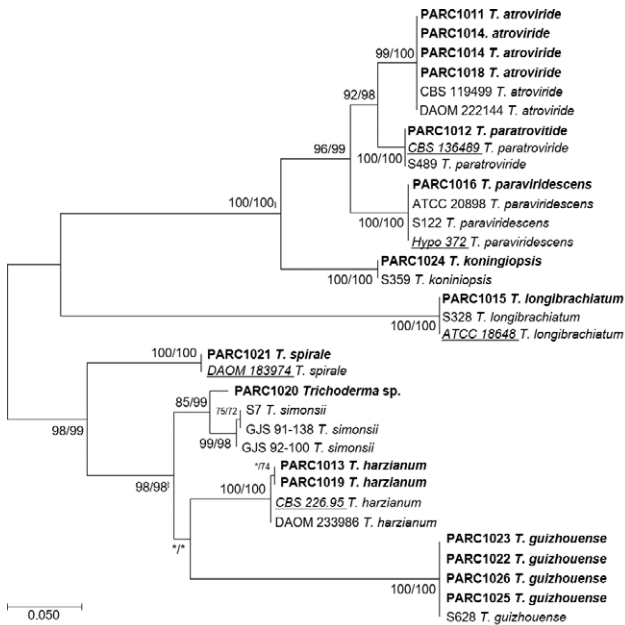 PARC1011 T. atroviride
PARC1014. atroviride
99/100
PARC1014 T. atroviride
PARC1018 T. atroviride
CBS 119499 T. atroviride
92/98
DAOM 222144 T. atroviride
PARC1012 T. paratrovitide
96/99
CBS 136489 T. paratroviride
100/100
S489 T. paratroviride
PARC1016 T. paraviridescens
100/100
ATCC 20898 T. paraviridescens
100/100
S122 T. paraviridescens
Hypo 372 T. paraviridescens
PARC1024 T. koningiopsis
100/100
S359 T. koniniopsis
PARC1015 T. longibrachiatum
S328 T. longibrachiatum
100/100
ATCC 18648 T. longibrachiatum
100/100
PARC1021 T. spirale
DAOM 183974 T. spirale
PARC1020 Trichoderma sp.
85/99
75/72
S7 T. simonsii
98/99
GJS 91-138 T. simonsii
99/98
GJS 92-100 T. simonsii
*/74
PARC1013 T. harzianum
98/98
PARC1019 T. harzianum
100/100
CBS 226.95 T. harzianum
DAOM 233986 T. harzianum
*/*
PARC1023 T. guizhouense
PARC1022 T. guizhouense
PARC1026 T. guizhouense
100/100
PARC1025 T. guizhouense
S628 T. guizhouense
0.050